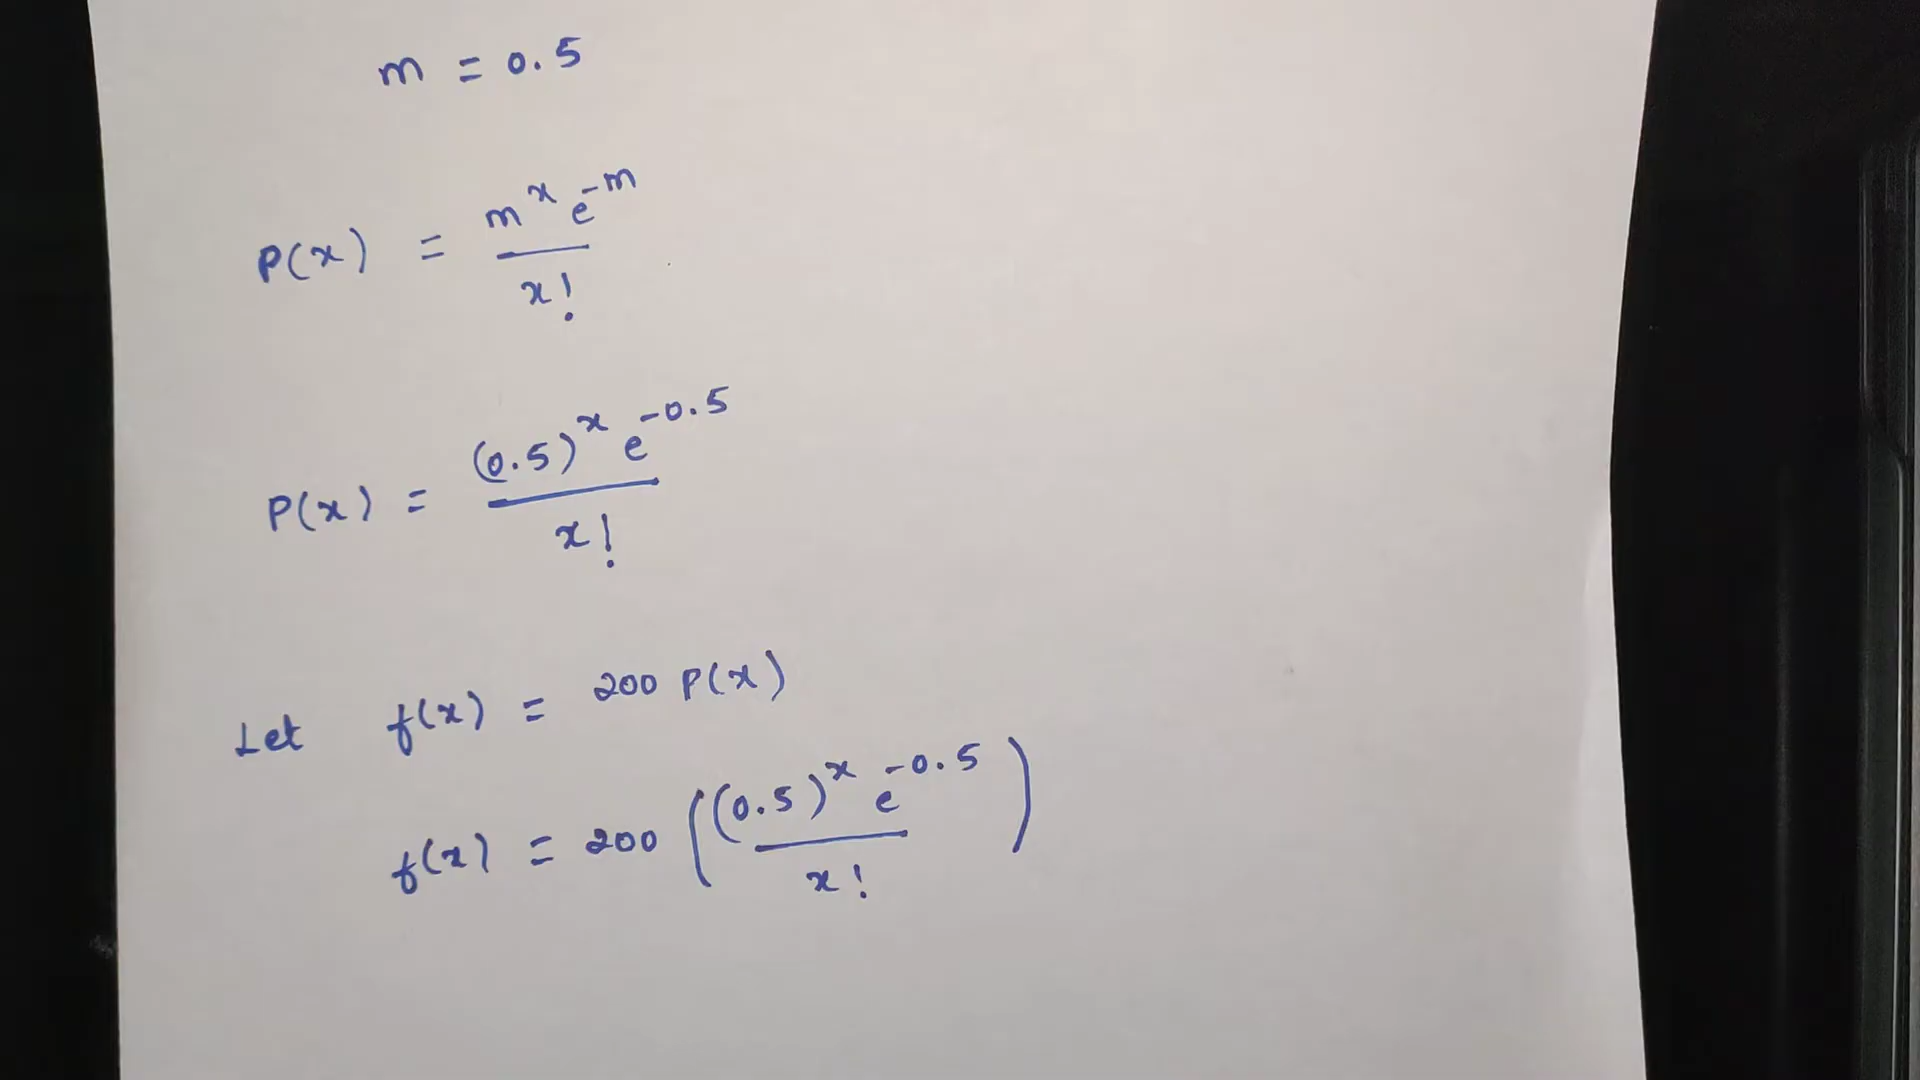 m = 0.5
P(x) = m^x e^-m / x!
P(x) = (0.5)^x e^-0.5 / x!
Let f(x) = 200 P(x)
f(x) = 200 ((0.5)^x e^-0.5 / x!)